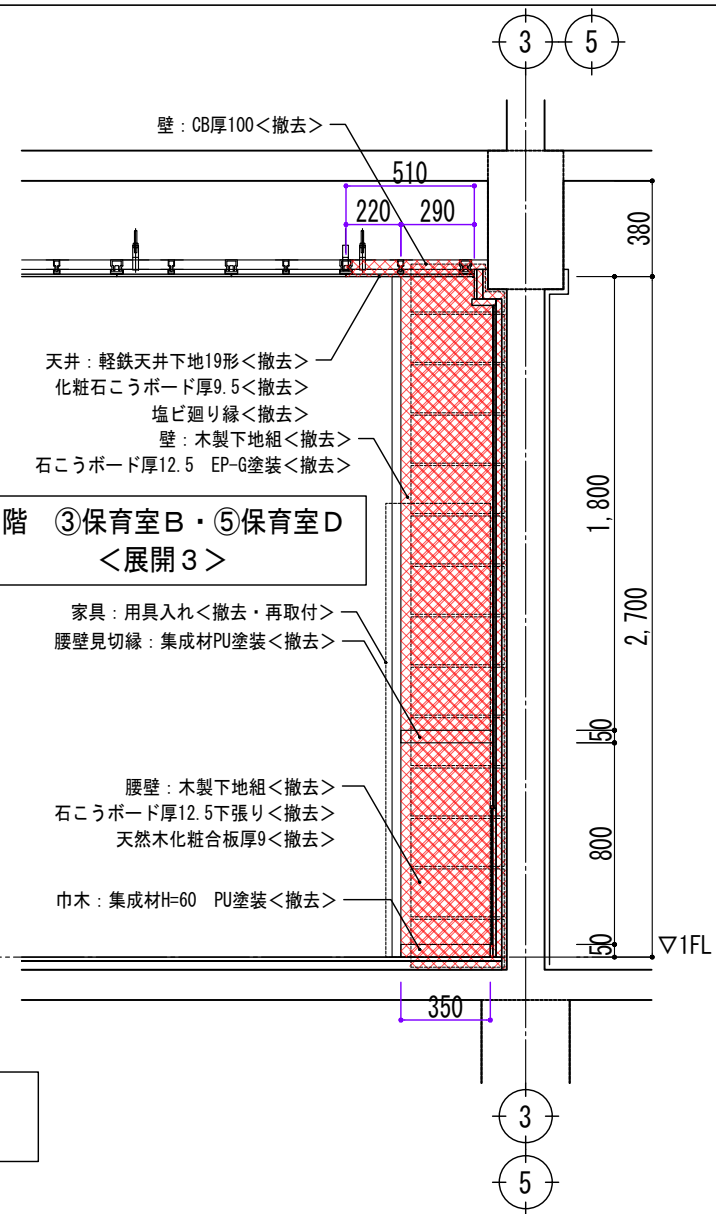 3 5
壁：CB厚100＜撤去＞
510
220 290
380
天井：軽鉄天井下地19形＜撤去＞
化粧石こうボード厚9.5＜撤去＞
塩ビ廻り縁＜撤去＞
壁：木製下地組＜撤去＞
石こうボード厚12.5 EP-G塗装＜撤去＞
1,800
階 ③保育室Ｂ・⑤保育室Ｄ
＜展開３＞
2,700
家具：用具入れ＜撤去・再取付＞
腰壁見切縁：集成材PU塗装＜撤去＞
50
腰壁：木製下地組＜撤去＞
石こうボード厚12.5下張り＜撤去＞
天然木化粧合板厚9＜撤去＞
800
巾木：集成材H=60 PU塗装＜撤去＞
50
▽1FL
350
3
5